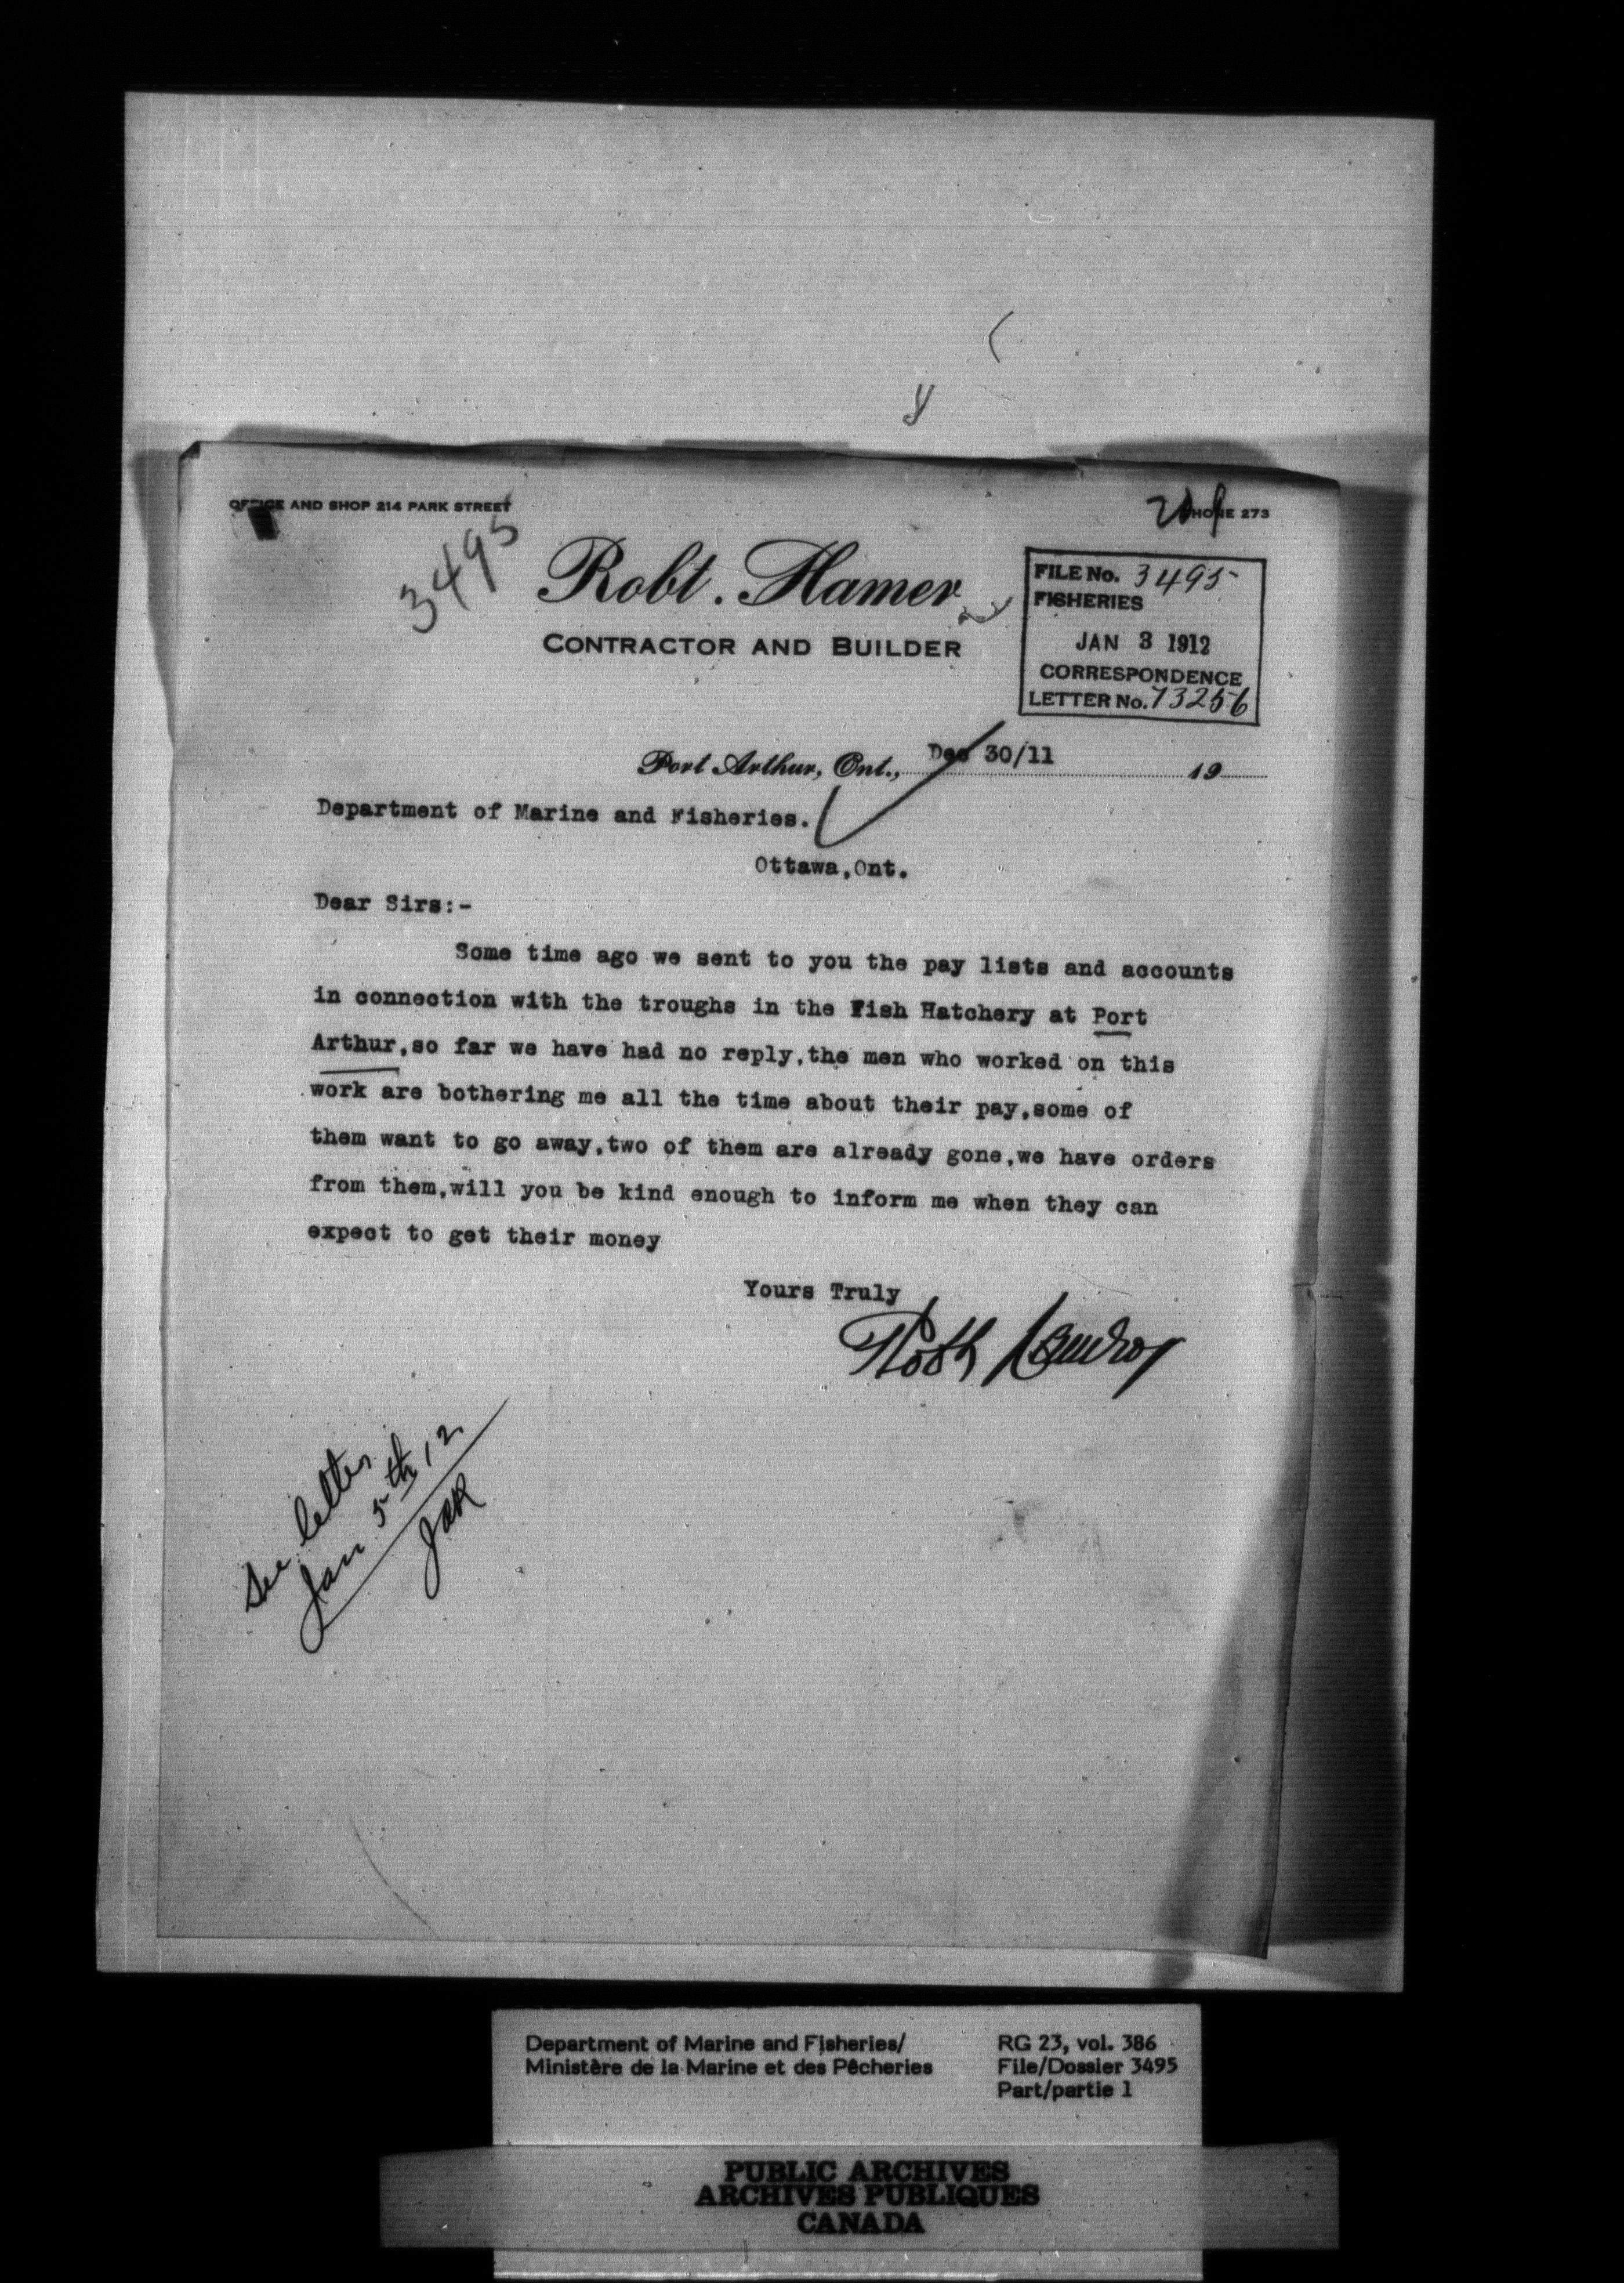 OFFICE AND SHOP 214 PARK STREET
PHONE 273
3495
Robt. Hamer
CONTRACTOR AND BUILDER
FILE No. 3495
FISHERIES
JAN 3 1912
CORRESPONDENCE
LETTER No. 73256
Port Arthur, Ont., Dec 30/11 19
Department of Marine and Fisheries.
Ottawa,Ont.
Dear Sirs:-
Some time ago we sent to you the pay lists and accounts
in connection with the troughs in the Fish Hatchery at Port
Arthur,so far we have had no reply,the men who worked on this
work are bothering me all the time about their pay,some of
them want to go away,two of them are already gone,we have orders
from them,will you be kind enough to inform me when they can
expect to get their money
Yours Truly
See letter
Jan 5th 12
Department of Marine and Fisheries/
Ministère de la Marine et des Pêcheries
RG 23, vol. 386
File/Dossier 3495
Part/partie 1
PUBLIC ARCHIVES
ARCHIVES PUBLIQUES
CANADA